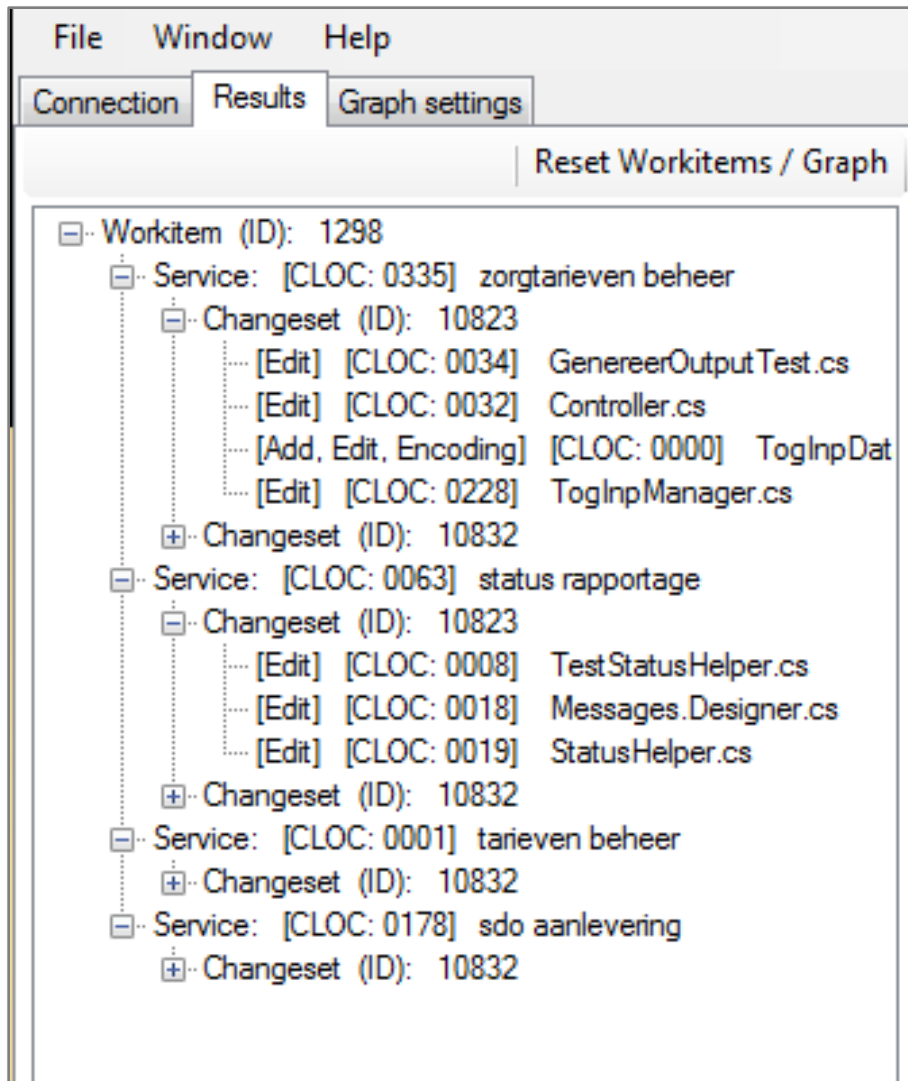 File Window Help
Connection Results Graph settings
Reset Workitems / Graph
Workitem (ID): 1298
Service: [CLOC: 0335] zorgtarieven beheer
Changeset (ID): 10823
[Edit] [CLOC: 0034] GenereerOutputTest.cs
[Edit] [CLOC: 0032] Controller.cs
[Add, Edit, Encoding] [CLOC: 0000] TogInpDat
[Edit] [CLOC: 0228] TogInpManager.cs
Changeset (ID): 10832
Service: [CLOC: 0063] status rapportage
Changeset (ID): 10823
[Edit] [CLOC: 0008] TestStatusHelper.cs
[Edit] [CLOC: 0018] Messages.Designer.cs
[Edit] [CLOC: 0019] StatusHelper.cs
Changeset (ID): 10832
Service: [CLOC: 0001] tarieven beheer
Changeset (ID): 10832
Service: [CLOC: 0178] sdo aanlevering
Changeset (ID): 10832